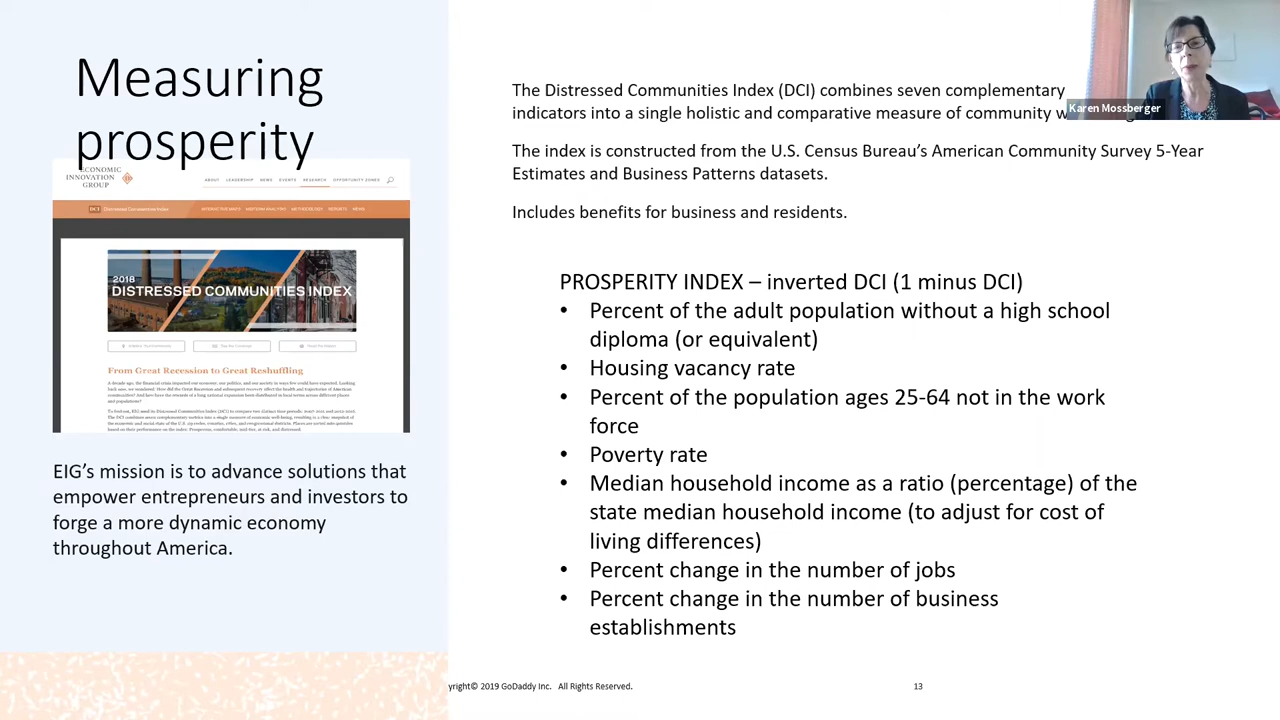 Measuring
prosperity
ECONOMIC
INNOVATION
GROUP
ABOUT LEADERSHIP NEWS EVENTS RESEARCH OPPORTUNITY ZONES
DCI Distressed Communities Index INTERACTIVE MAPS METHODOLOGY REPORTS NEWS
2018
DISTRESSED COMMUNITIES INDEX
From Great Recession to Great Reshuffling
EIG’s mission is to advance solutions that
empower entrepreneurs and investors to
forge a more dynamic economy
throughout America.
The Distressed Communities Index (DCI) combines seven complementary
indicators into a single holistic and comparative measure of community w
Karen Mossberger
The index is constructed from the U.S. Census Bureau’s American Community Survey 5-Year
Estimates and Business Patterns datasets.
Includes benefits for business and residents.
PROSPERITY INDEX – inverted DCI (1 minus DCI)
• Percent of the adult population without a high school
diploma (or equivalent)
• Housing vacancy rate
• Percent of the population ages 25-64 not in the work
force
• Poverty rate
• Median household income as a ratio (percentage) of the
state median household income (to adjust for cost of
living differences)
• Percent change in the number of jobs
• Percent change in the number of business
establishments
yright© 2019 GoDaddy Inc. All Rights Reserved.
13